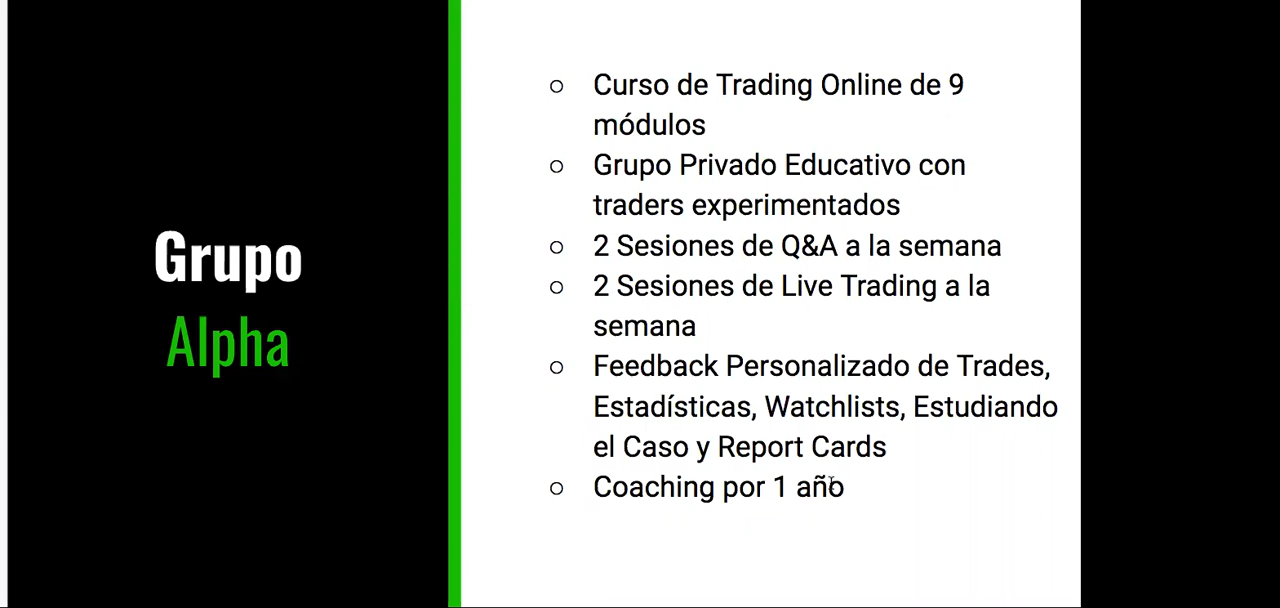 Grupo
Alpha
Curso de Trading Online de 9
módulos
Grupo Privado Educativo con
traders experimentados
2 Sesiones de Q&A a la semana
2 Sesiones de Live Trading a la
semana
Feedback Personalizado de Trades,
Estadísticas, Watchlists, Estudiando
el Caso y Report Cards
Coaching por 1 año